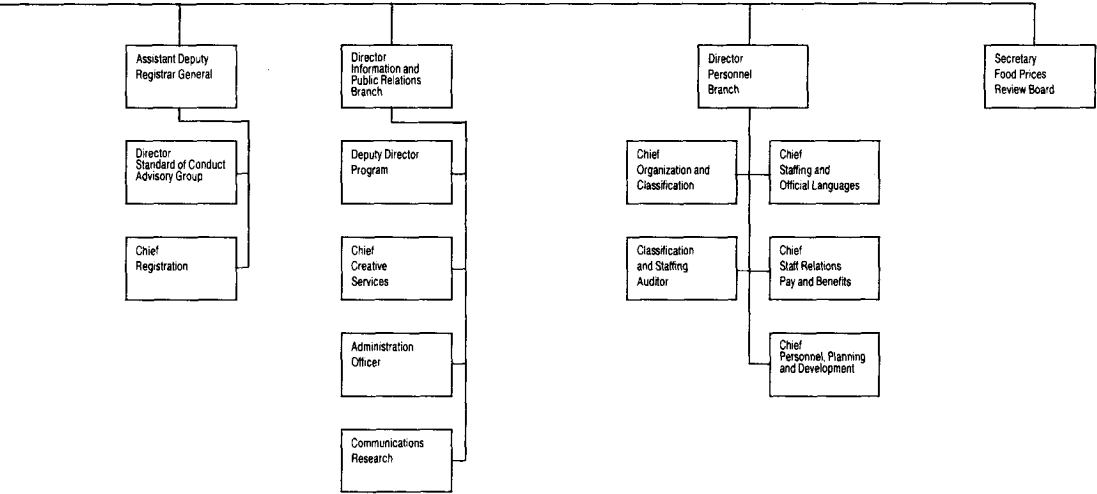 Assistant Deputy
Registrar General
Director
Information and
Public Relations
Branch
Director
Personnel
Branch
Secretary
Food Prices
Review Board
Director
Standard of Conduct
Advisory Group
Deputy Director
Program
Chief
Organization and
Classification
Chief
Staffing and
Official Languages
Chief
Registration
Chief
Creative
Services
Classification
and Staffing
Auditor
Chief
Staff Relations
Pay and Benefits
Administration
Officer
Chief
Personnel, Planning
and Development
Communications
Research